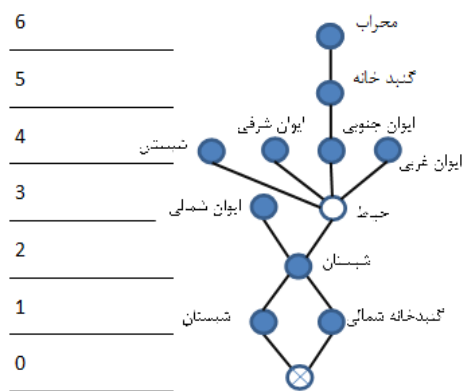 6
محراب
5
گنبد خانه
4
ایوان جنوبی
ایوان شرقی
شبستن
ایوان غربی
3
ایوان شمالی
حیاط
2
شبستان
1
گنبدخانه شمالی
شبستان
0